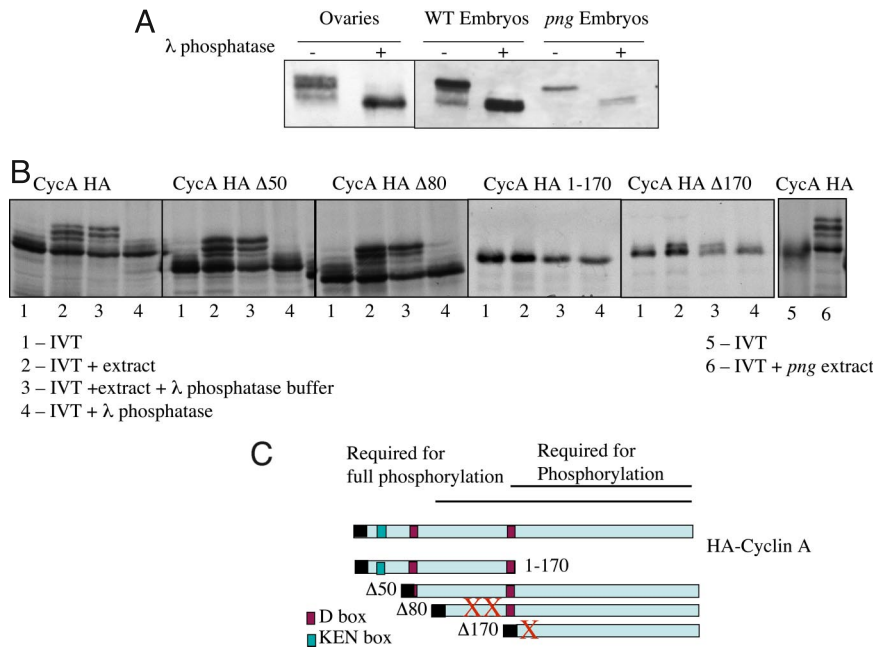 A
Ovaries WT Embryos png Embryos
λ phosphatase - + - + - +
B
CycA HA CycA HA Δ50 CycA HA Δ80 CycA HA 1-170 CycA HA Δ170 CycA HA
1 2 3 4 1 2 3 4 1 2 3 4 1 2 3 4 1 2 3 4 5 6
1 – IVT
2 – IVT + extract
3 – IVT +extract + λ phosphatase buffer
4 – IVT + λ phosphatase
5 – IVT
6 – IVT + png extract
C
Required for
full phosphorylation
Required for
Phosphorylation
HA-Cyclin A
1-170
Δ50
Δ80 X X
Δ170 X
D box
KEN box